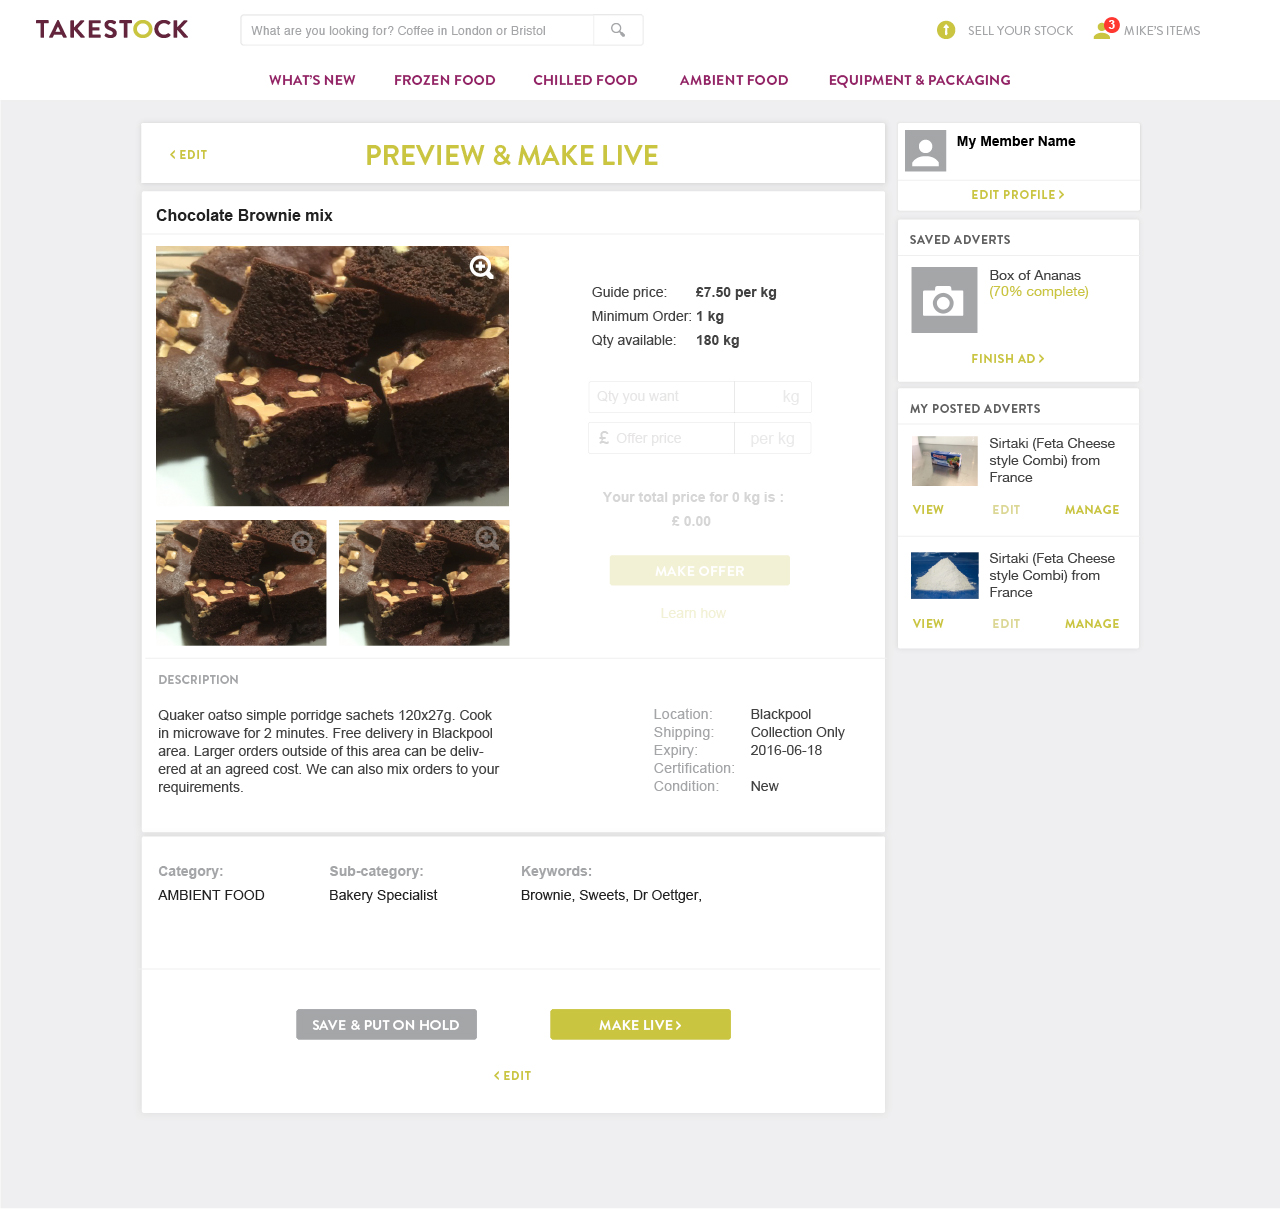 TAKESTOCK
What are you looking for? Coffee in London or Bristol
SELL YOUR STOCK
3
MIKE'S ITEMS
WHAT'S NEW
FROZEN FOOD
CHILLED FOOD
AMBIENT FOOD
EQUIPMENT & PACKAGING
< EDIT
PREVIEW & MAKE LIVE
Chocolate Brownie mix
Guide price: £7.50 per kg
Minimum Order: 1 kg
Qty available: 180 kg
Qty you want kg
£ Offer price per kg
Your total price for 0 kg is :
£ 0.00
MAKE OFFER
Learn how
DESCRIPTION
Quaker oatso simple porridge sachets 120x27g. Cook
in microwave for 2 minutes. Free delivery in Blackpool
area. Larger orders outside of this area can be deliv-
ered at an agreed cost. We can also mix orders to your
requirements.
Location: Blackpool
Shipping: Collection Only
Expiry: 2016-06-18
Certification:
Condition: New
Category:
AMBIENT FOOD
Sub-category:
Bakery Specialist
Keywords:
Brownie, Sweets, Dr Oettger,
SAVE & PUT ON HOLD
MAKE LIVE >
< EDIT
My Member Name
EDIT PROFILE >
SAVED ADVERTS
Box of Ananas
(70% complete)
FINISH AD >
MY POSTED ADVERTS
Sirtaki (Feta Cheese
style Combi) from
France
VIEW EDIT MANAGE
Sirtaki (Feta Cheese
style Combi) from
France
VIEW EDIT MANAGE